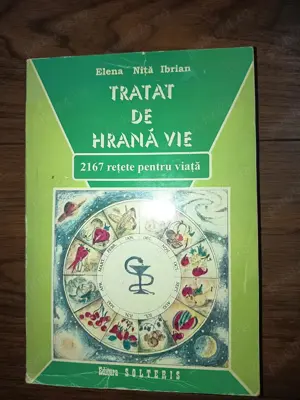 Elena Niță Ibrian
TRATAT
DE
HRANĂ VIE
2167 rețete pentru viață
Editura SOLTERIS